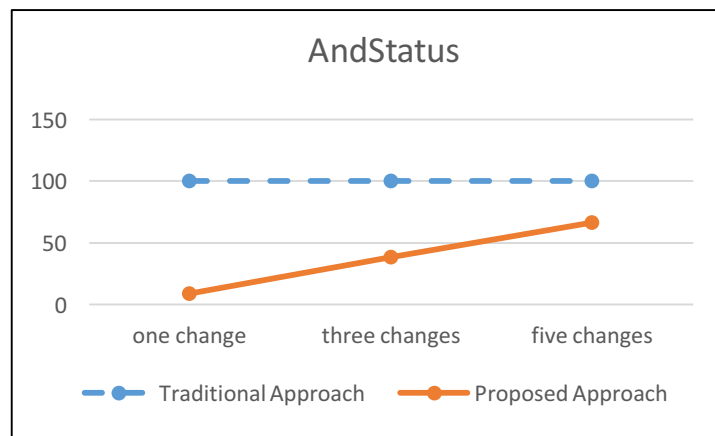 AndStatus
150
100
50
0
one change three changes five changes
Traditional Approach Proposed Approach